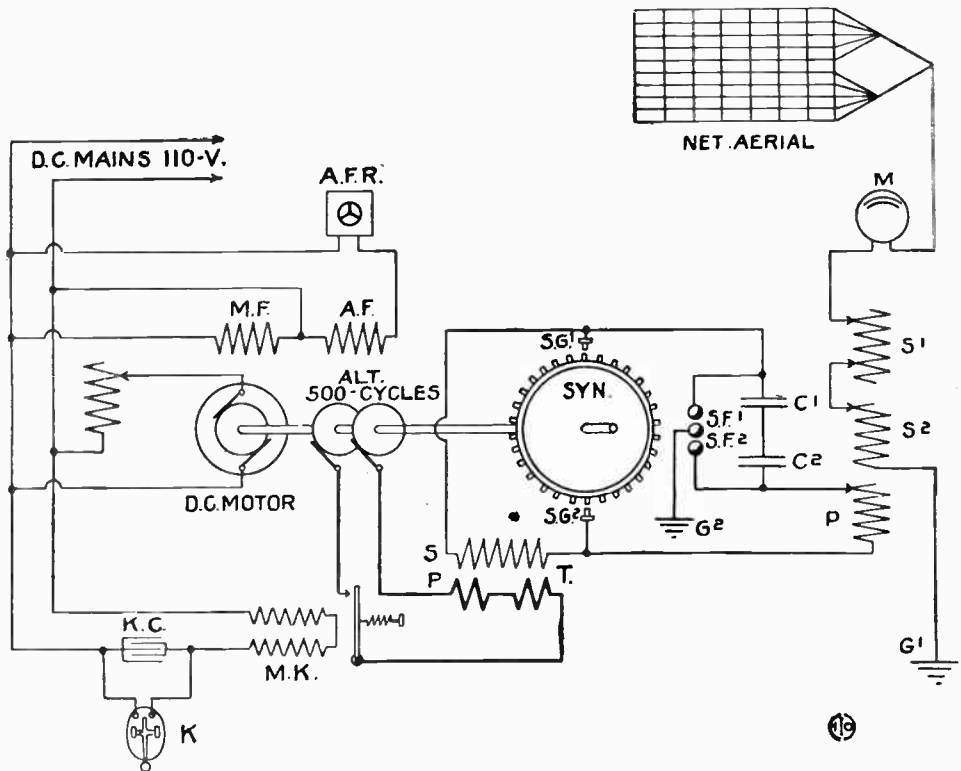 NET. AERIAL
D.C. MAINS 110-V.
A.F.R.
M
M.F.
A.F.
S.G.¹
S¹
ALT.
500-CYCLES
SYN.
S.F.¹
C¹
S.F.²
S²
C²
D.C. MOTOR
S.G.²
G²
P
S
P
T.
K.C.
M.K.
G¹
K